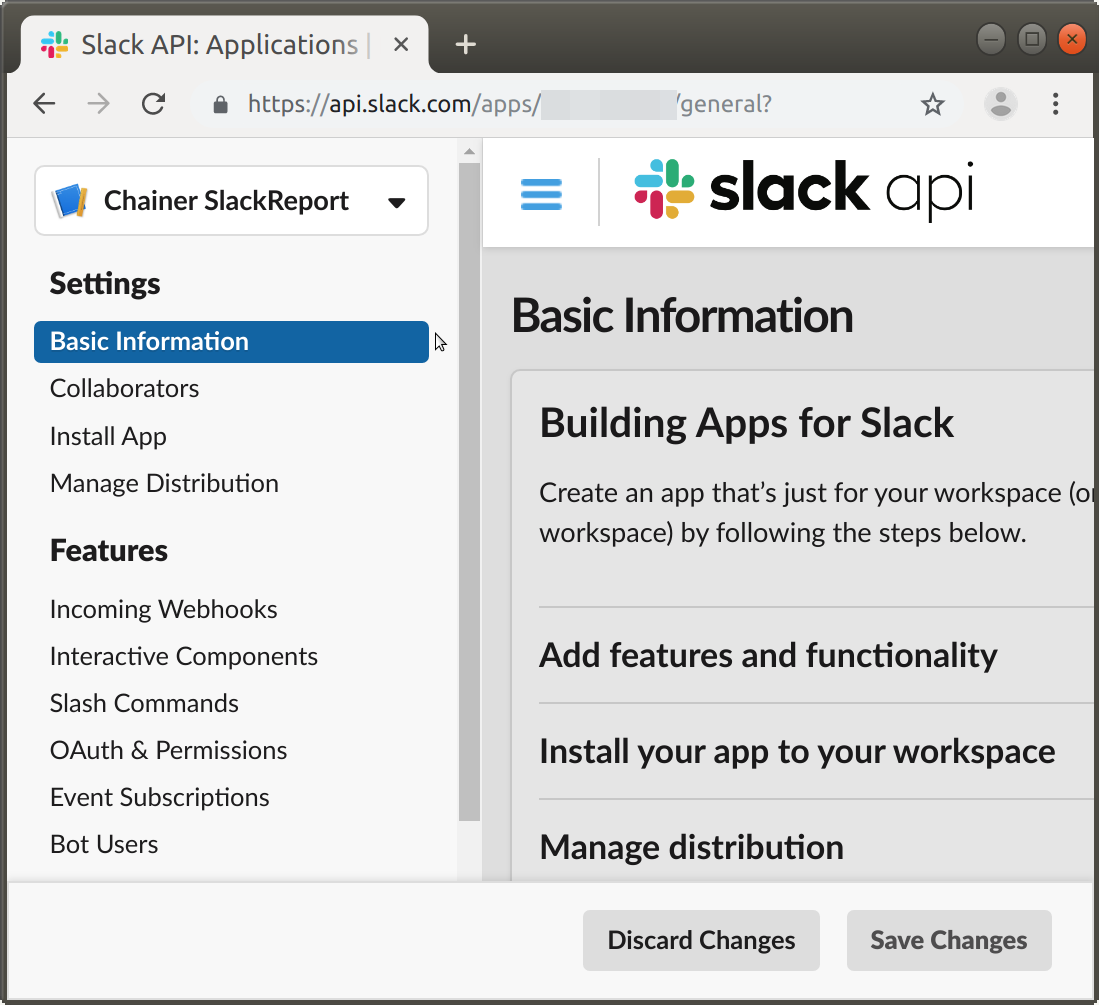 Slack API: Applications |
https://api.slack.com/apps/ /general?
Chainer SlackReport
Settings
Basic Information
Collaborators
Install App
Manage Distribution
Features
Incoming Webhooks
Interactive Components
Slash Commands
OAuth & Permissions
Event Subscriptions
Bot Users
slack api
Basic Information
Building Apps for Slack
Create an app that’s just for your workspace (or
workspace) by following the steps below.
Add features and functionality
Install your app to your workspace
Manage distribution
Discard Changes
Save Changes